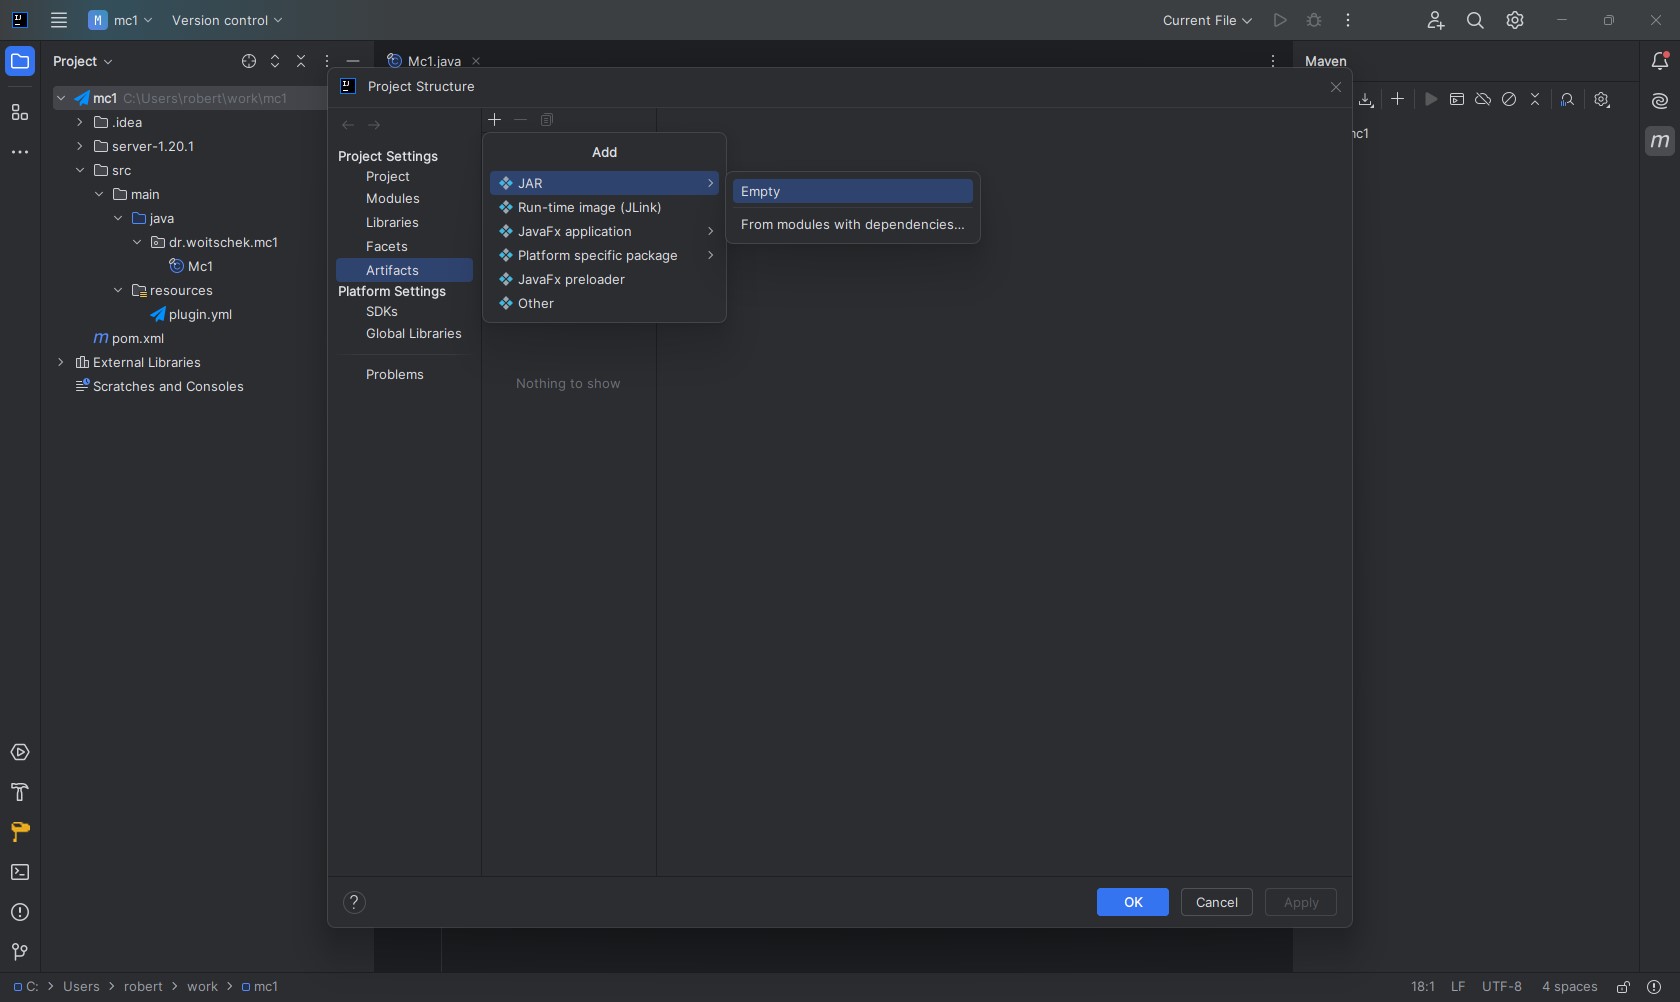 M mc1 Version control Current File
Project
Mc1.java
Maven
Project Structure
mc1 C:\Users\robert\work\mc1
.idea
server-1.20.1
src
main
java
dr.woitschek.mc1
Mc1
resources
plugin.yml
m pom.xml
External Libraries
Scratches and Consoles
Project Settings
Project
Modules
Libraries
Facets
Artifacts
Platform Settings
SDKs
Global Libraries
Problems
Add
JAR
Run-time image (JLink)
JavaFx application
Platform specific package
JavaFx preloader
Other
Empty
From modules with dependencies...
Nothing to show
m
? OK Cancel Apply
C: > Users > robert > work > mc1 18:1 LF UTF-8 4 spaces